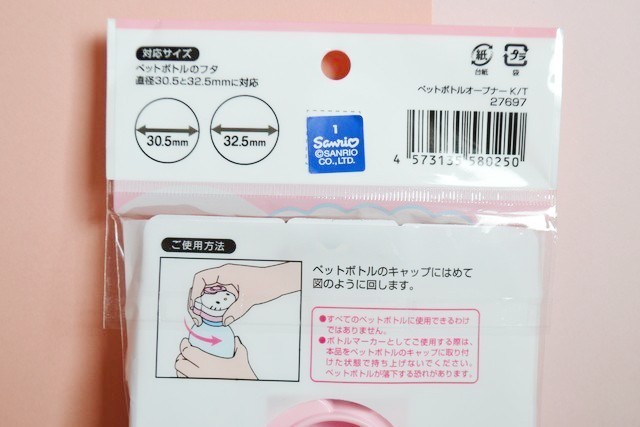 対応サイズ
ペットボトルのフタ
直径30.5と32.5mmに対応
30.5mm
32.5mm
1
Sanrio
©SANRIO
CO.,LTD.
紙
台紙
プラ
袋
ペットボトルオープナー K/T
27697
4 573135 580250
ご使用方法
ペットボトルのキャップにはめて
図のように回します。
●すべてのペットボトルに使用できるわけ
ではありません。
●ボトルマーカーとしてご使用する際は、
本品をペットボトルのキャップに取り付
けた状態で持ち上げないでください。
ペットボトルが落下する恐れがあります。